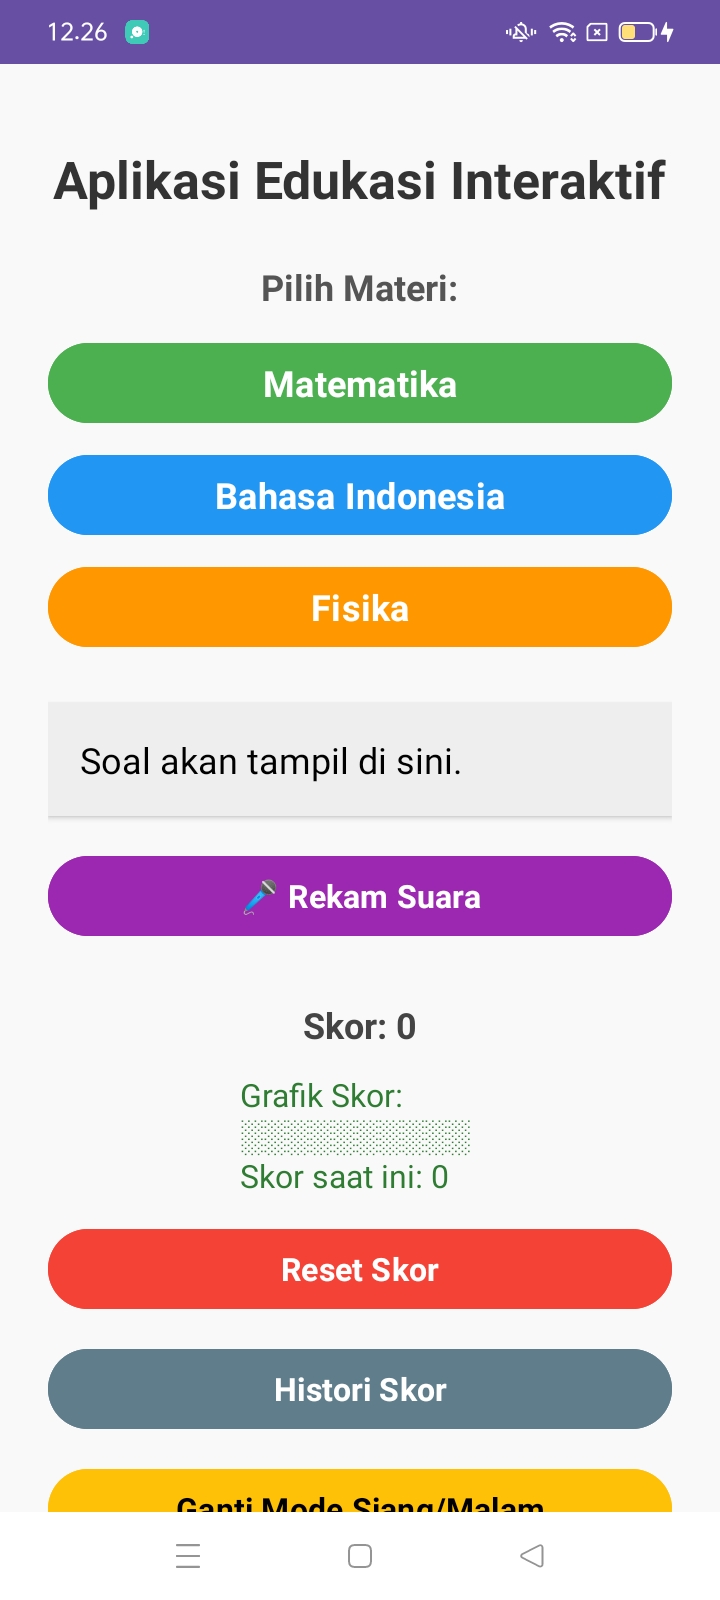 12.26
Aplikasi Edukasi Interaktif
Pilih Materi:
Matematika
Bahasa Indonesia
Fisika
Soal akan tampil di sini.
🎤 Rekam Suara
Skor: 0
Grafik Skor:
░░░░░░░░░░
Skor saat ini: 0
Reset Skor
Histori Skor
Ganti Mode Siang/Malam